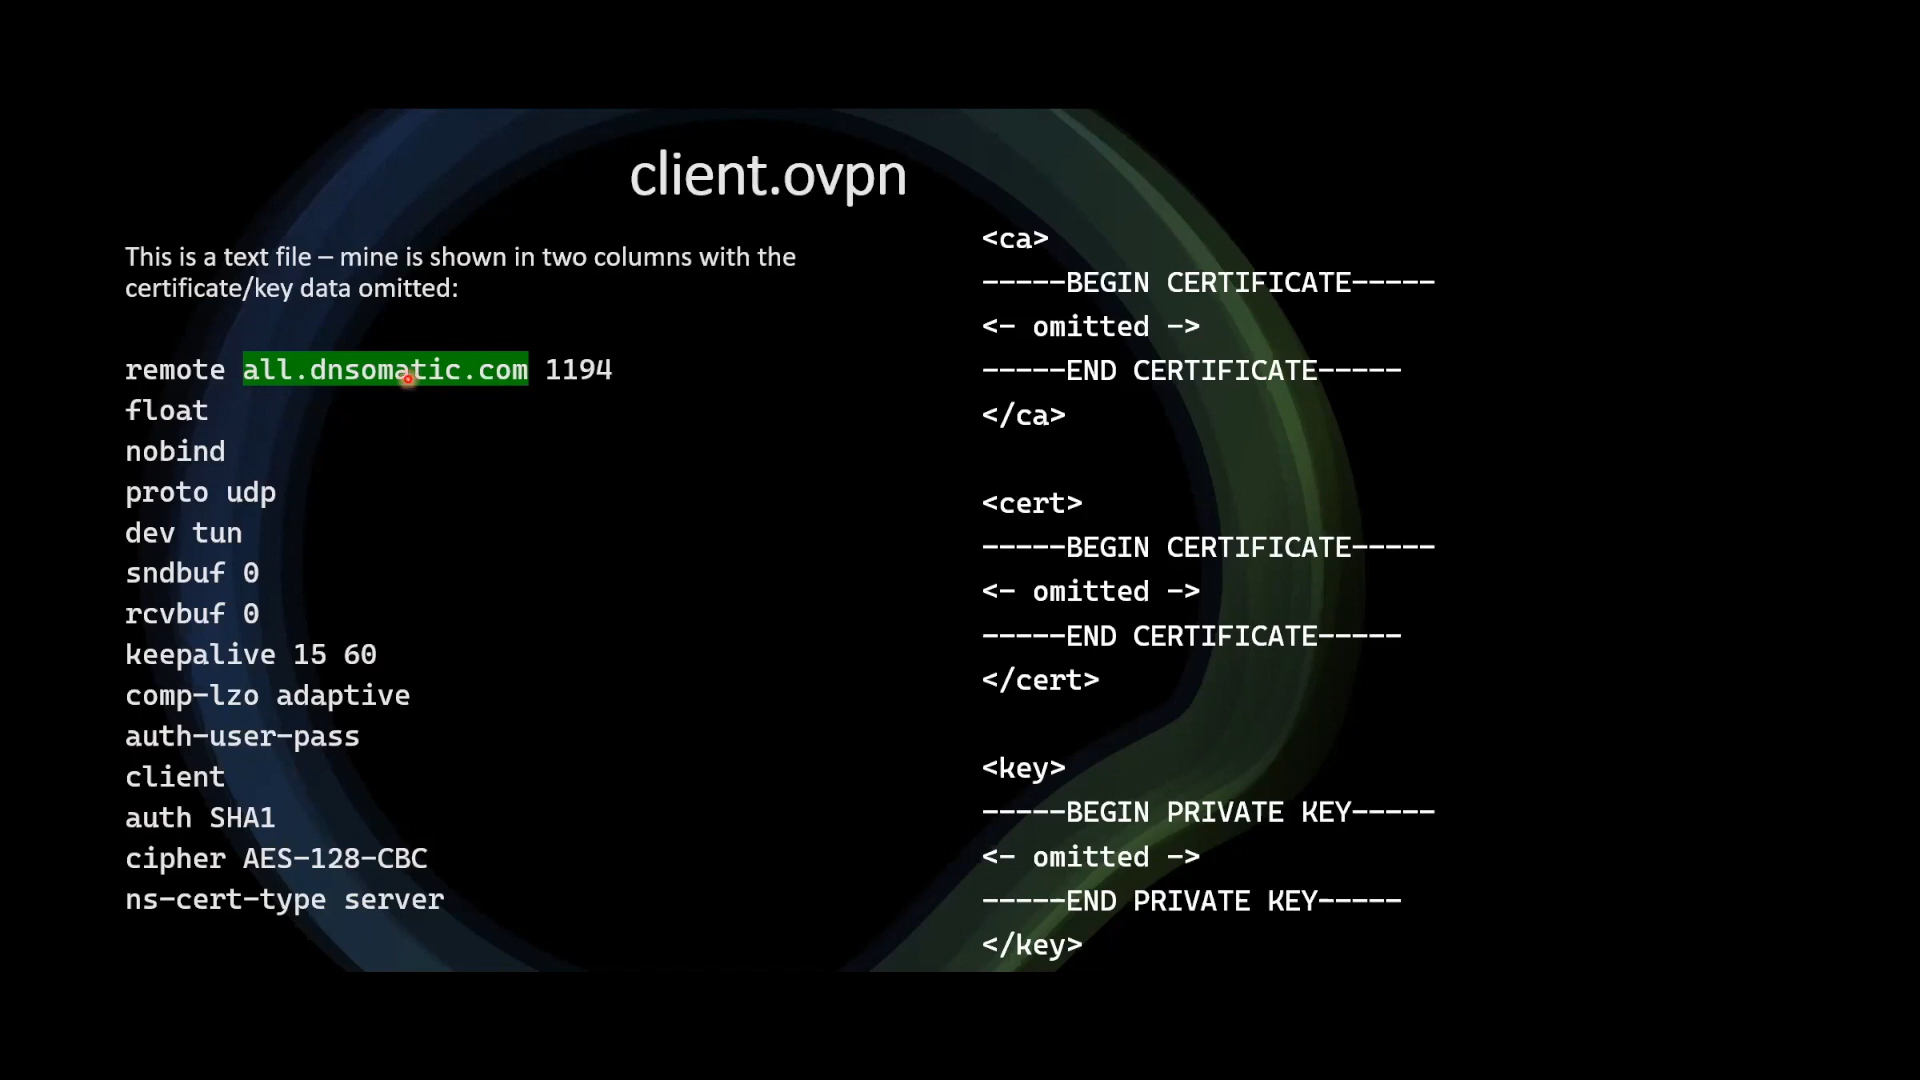 client.ovpn
This is a text file – mine is shown in two columns with the
certificate/key data omitted:
remote all.dnsomatic.com 1194
float
nobind
proto udp
dev tun
sndbuf 0
rcvbuf 0
keepalive 15 60
comp-lzo adaptive
auth-user-pass
client
auth SHA1
cipher AES-128-CBC
ns-cert-type server
<ca>
-----BEGIN CERTIFICATE-----
<- omitted ->
-----END CERTIFICATE-----
</ca>
<cert>
-----BEGIN CERTIFICATE-----
<- omitted ->
-----END CERTIFICATE-----
</cert>
<key>
-----BEGIN PRIVATE KEY-----
<- omitted ->
-----END PRIVATE KEY-----
</key>